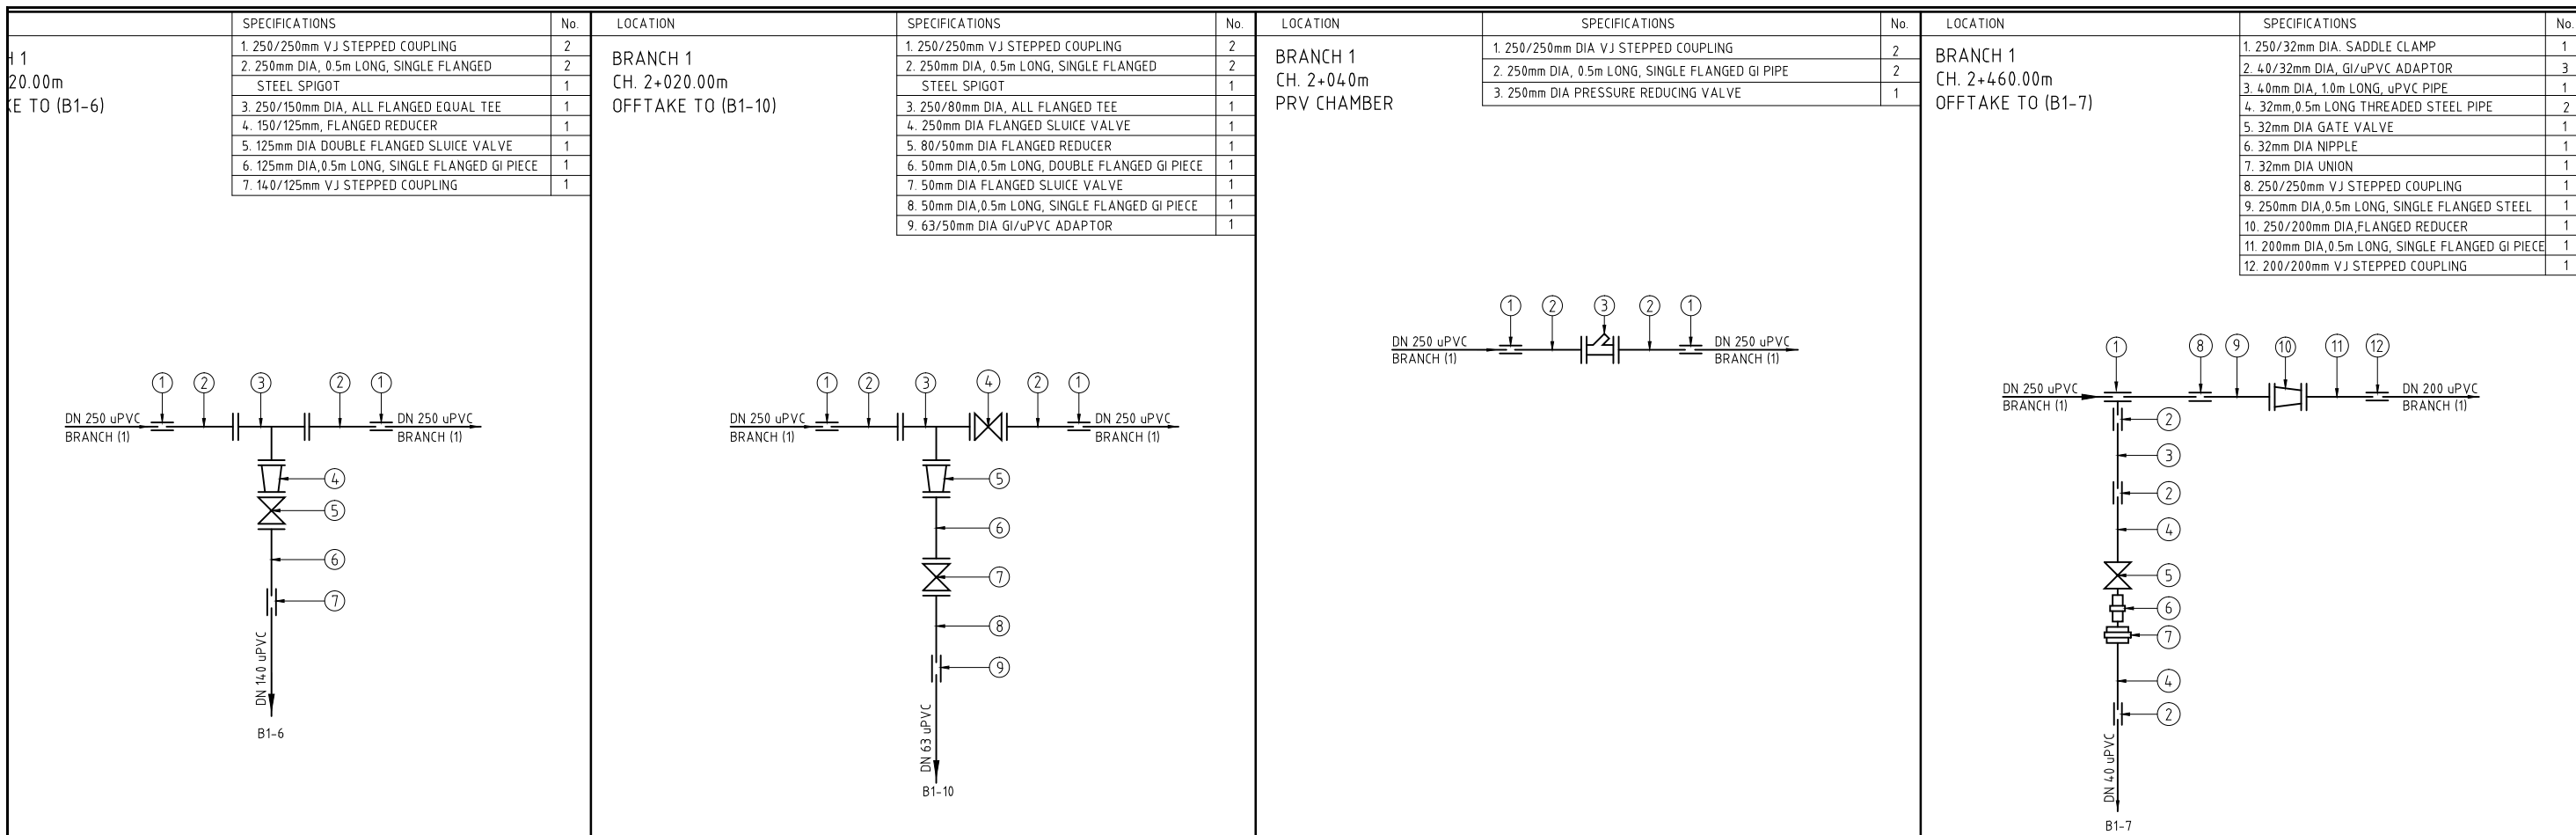 SPECIFICATIONS No.
H 1
20.00m
KE TO (B1-6)
1. 250/250mm VJ STEPPED COUPLING 2
2. 250mm DIA, 0.5m LONG, SINGLE FLANGED 2
STEEL SPIGOT 1
3. 250/150mm DIA, ALL FLANGED EQUAL TEE 1
4. 150/125mm, FLANGED REDUCER 1
5. 125mm DIA DOUBLE FLANGED SLUICE VALVE 1
6. 125mm DIA,0.5m LONG, SINGLE FLANGED GI PIECE 1
7. 140/125mm VJ STEPPED COUPLING 1
1 2 3 2 1
DN 250 uPVC
BRANCH (1)
DN 250 uPVC
BRANCH (1)
4
5
6
7
DN 140 uPVC
B1-6
LOCATION SPECIFICATIONS No.
BRANCH 1
CH. 2+020.00m
OFFTAKE TO (B1-10)
1. 250/250mm VJ STEPPED COUPLING 2
2. 250mm DIA, 0.5m LONG, SINGLE FLANGED 2
STEEL SPIGOT 1
3. 250/80mm DIA, ALL FLANGED TEE 1
4. 250mm DIA FLANGED SLUICE VALVE 1
5. 80/50mm DIA FLANGED REDUCER 1
6. 50mm DIA,0.5m LONG, DOUBLE FLANGED GI PIECE 1
7. 50mm DIA FLANGED SLUICE VALVE 1
8. 50mm DIA,0.5m LONG, SINGLE FLANGED GI PIECE 1
9. 63/50mm DIA GI/uPVC ADAPTOR 1
1 2 3 4 2 1
DN 250 uPVC
BRANCH (1)
DN 250 uPVC
BRANCH (1)
5
6
7
8
9
DN 63 uPVC
B1-10
LOCATION SPECIFICATIONS No.
BRANCH 1
CH. 2+040m
PRV CHAMBER
1. 250/250mm DIA VJ STEPPED COUPLING 2
2. 250mm DIA, 0.5m LONG, SINGLE FLANGED GI PIPE 2
3. 250mm DIA PRESSURE REDUCING VALVE 1
1 2 3 2 1
DN 250 uPVC
BRANCH (1)
DN 250 uPVC
BRANCH (1)
LOCATION SPECIFICATIONS No.
BRANCH 1
CH. 2+460.00m
OFFTAKE TO (B1-7)
1. 250/32mm DIA. SADDLE CLAMP 1
2. 40/32mm DIA, GI/uPVC ADAPTOR 3
3. 40mm DIA, 1.0m LONG, uPVC PIPE 1
4. 32mm,0.5m LONG THREADED STEEL PIPE 2
5. 32mm DIA GATE VALVE 1
6. 32mm DIA NIPPLE 1
7. 32mm DIA UNION 1
8. 250/250mm VJ STEPPED COUPLING 1
9. 250mm DIA,0.5m LONG, SINGLE FLANGED STEEL 1
10. 250/200mm DIA,FLANGED REDUCER 1
11. 200mm DIA,0.5m LONG, SINGLE FLANGED GI PIECE 1
12. 200/200mm VJ STEPPED COUPLING 1
1 8 9 10 11 12
DN 250 uPVC
BRANCH (1)
DN 200 uPVC
BRANCH (1)
2
3
2
4
5
6
7
4
2
DN 40 uPVC
B1-7